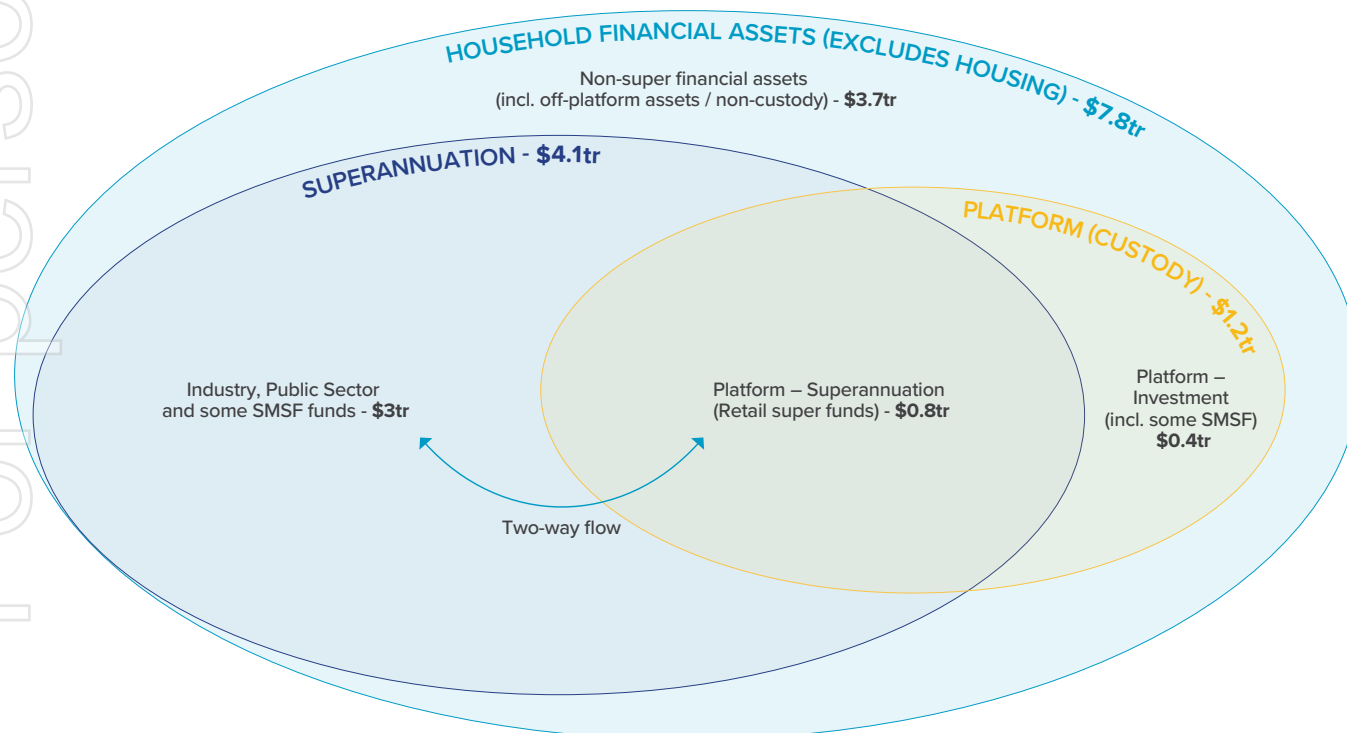 HOUSEHOLD FINANCIAL ASSETS (EXCLUDES HOUSING) - $7.8tr
Non-super financial assets
(incl. off-platform assets / non-custody) - $3.7tr
SUPERANNUATION - $4.1tr
PLATFORM (CUSTODY) - $1.2tr
Industry, Public Sector
and some SMSF funds - $3tr
Platform – Superannuation
(Retail super funds) - $0.8tr
Platform –
Investment
(incl. some SMSF)
$0.4tr
Two-way flow